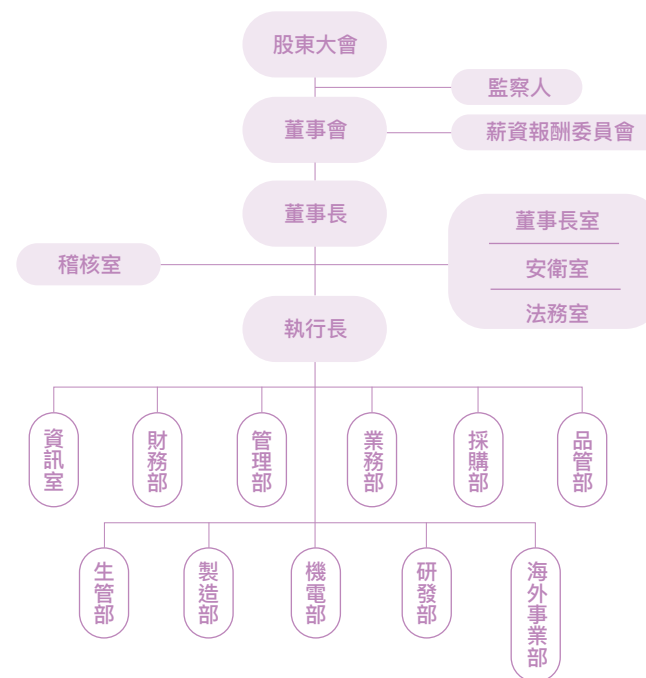 股東大會
監察人
董事會
薪資報酬委員會
董事長
董事長室
稽核室
安衛室
法務室
執行長
資訊室
財務部
管理部
業務部
採購部
品管部
生管部
製造部
機電部
研發部
海外事業部